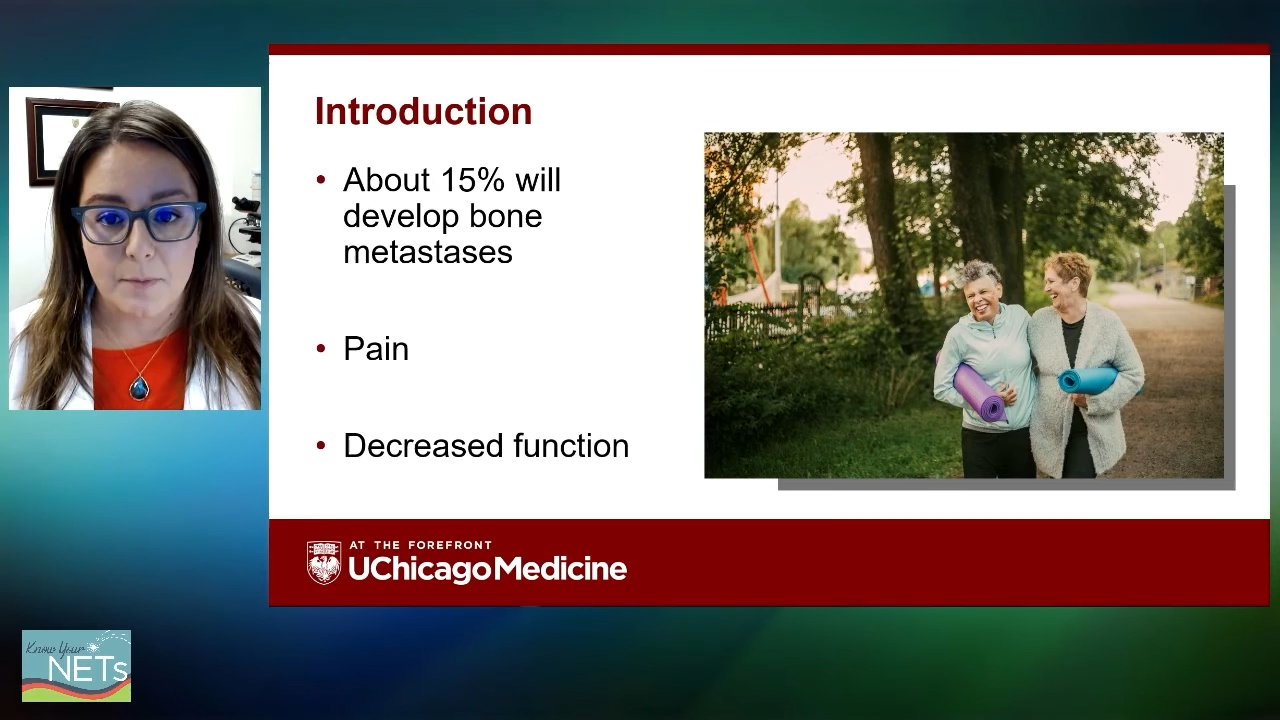 Introduction
• About 15% will
develop bone
metastases
• Pain
• Decreased function
AT THE FOREFRONT
UChicagoMedicine
Know Your
NETs